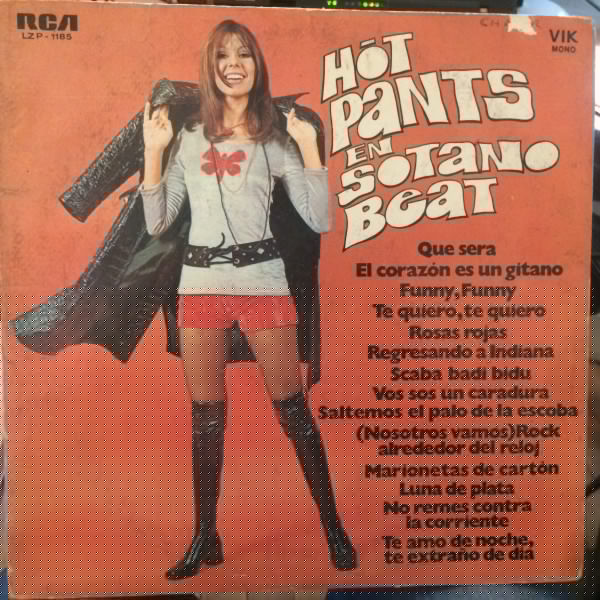 RCA
LZP-1185
VIK
MONO
HÓT
PANTS
EN
SOTANO
BEAT
Que sera
El corazón es un gitano
Funny, Funny
Te quiero, te quiero
Rosas rojas
Regresando a Indiana
Scaba badi bidu
Vos sos un caradura
Saltemos el palo de la escoba
(Nosotros vamos) Rock
alrededor del reloj
Marionetas de cartón
Luna de plata
No remes contra
la corriente
Te amo de noche,
te extraño de dia